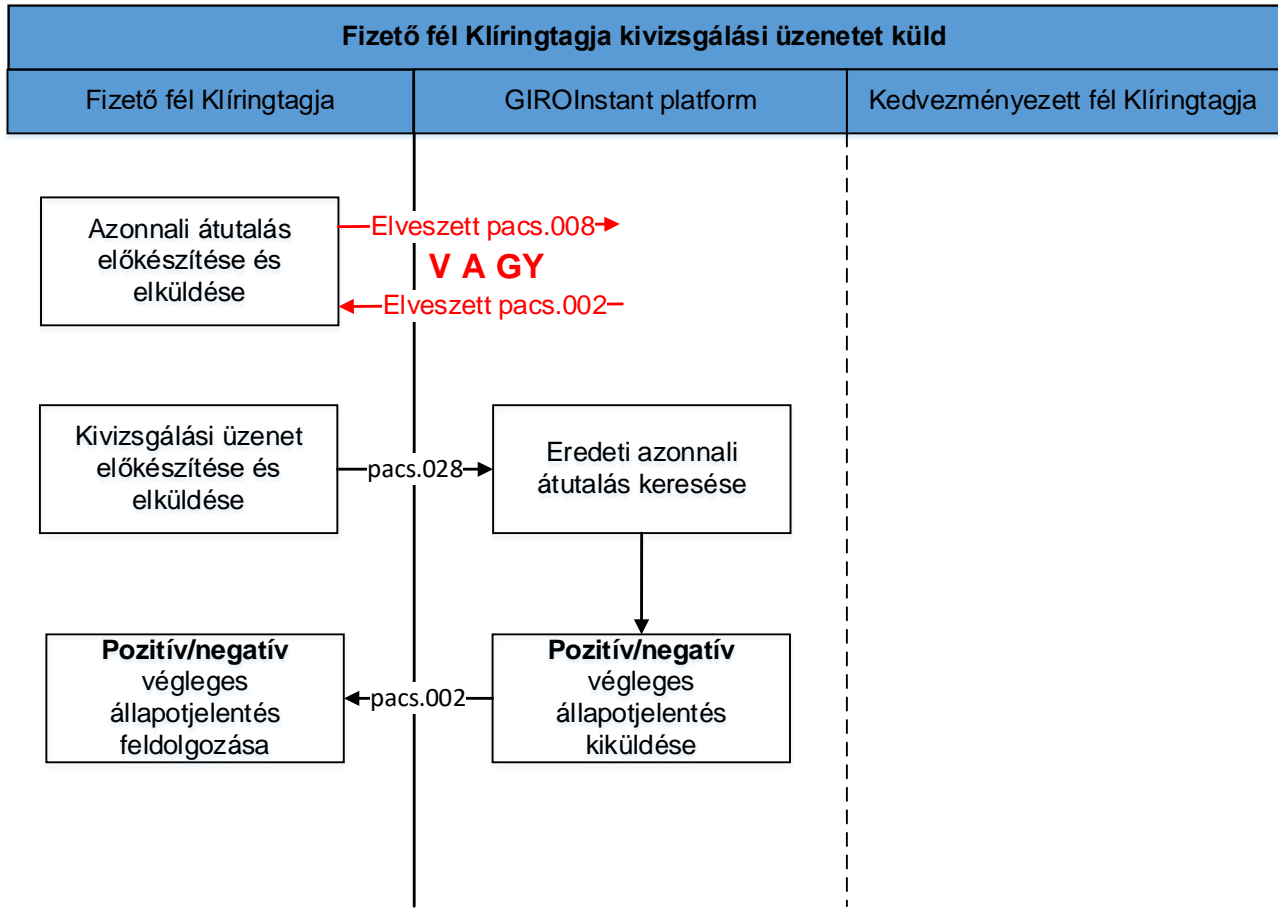 Fizető fél Klíringtagja kivizsgálási üzenetet küld
Fizető fél Klíringtagja
GIROInstant platform
Kedvezményezett fél Klíringtagja
Azonnali átutalás
előkészítése és
elküldése
Elveszett pacs.008
V A GY
Elveszett pacs.002
Kivizsgálási üzenet
előkészítése és
elküldése
pacs.028
Eredeti azonnali
átutalás keresése
Pozitív/negatív
végleges
állapotjelentés
feldolgozása
pacs.002
Pozitív/negatív
végleges
állapotjelentés
kiküldése